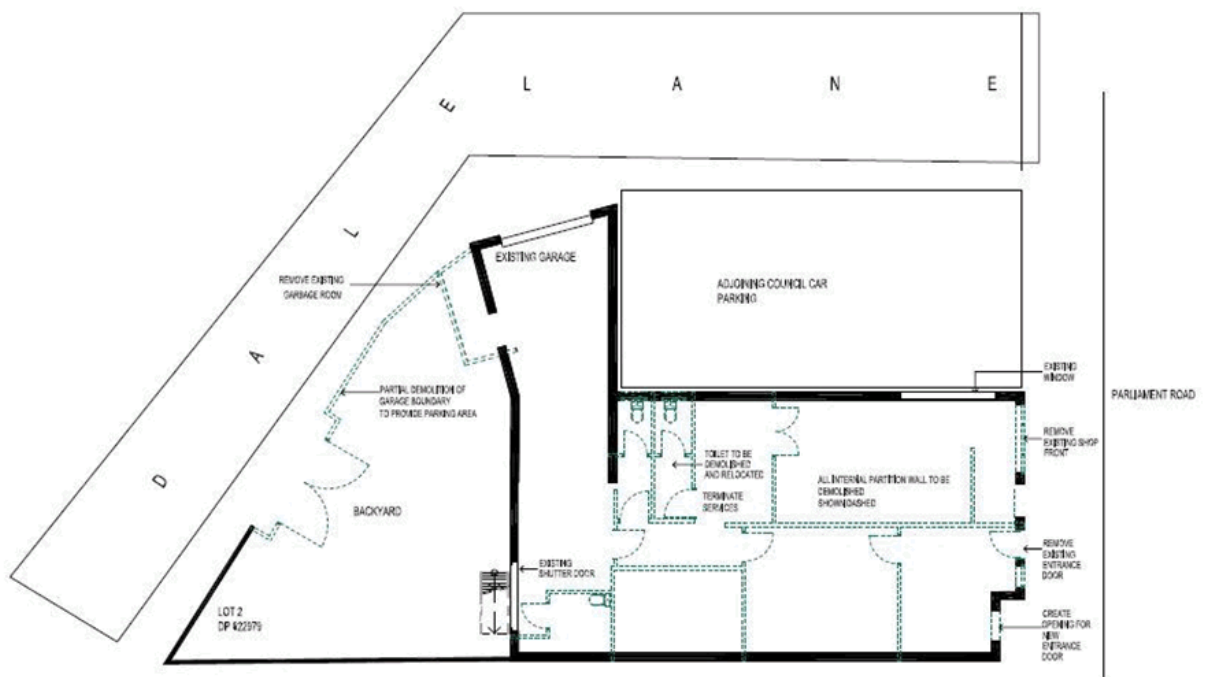 DALE LANE
EXISTING GARAGE
REMOVE EXISTING
GARBAGE ROOM
ADJOINING COUNCIL CAR
PARKING
EXISTING
WINDOW
PARLIAMENT ROAD
PARTIAL DEMOLITION OF
GARAGE BOUNDARY
TO PROVIDE PARKING AREA
REMOVE
EXISTING SHOP
FRONT
TOILET TO BE
DEMOLISHED
AND RELOCATED
TERMINATE
SERVICES
ALL INTERNAL PARTITION WALL TO BE
DEMOLISHED
SHOWN DASHED
BACKYARD
REMOVE
EXISTING
ENTRANCE
DOOR
EXISTING
SHUTTER DOOR
LOT 2
CREATE
OPENING FOR
NEW
ENTRANCE
DOOR